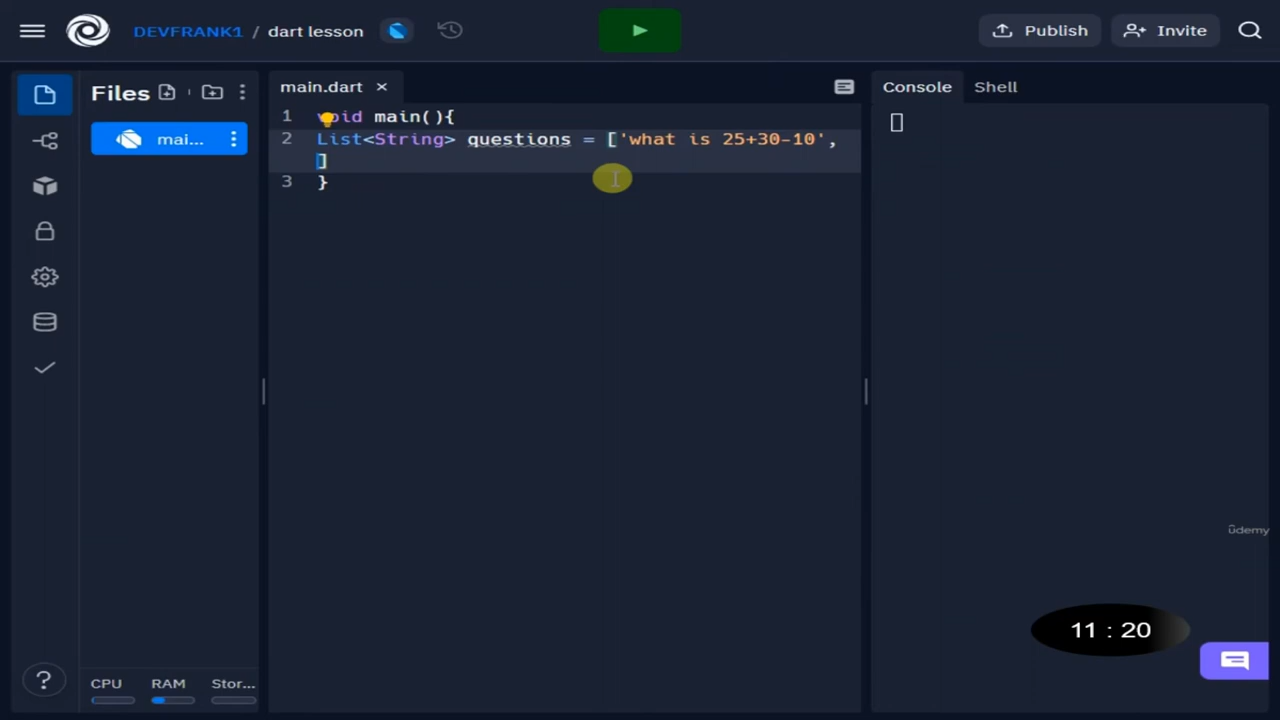 DEVFRANK1 / dart lesson
Publish
Invite
Files
mai...
main.dart ×
Console
Shell
1 void main(){
2 List<String> questions = ['what is 25+30-10',
]
3 }
ûdemy
11 : 20
?
CPU
RAM
Stor...